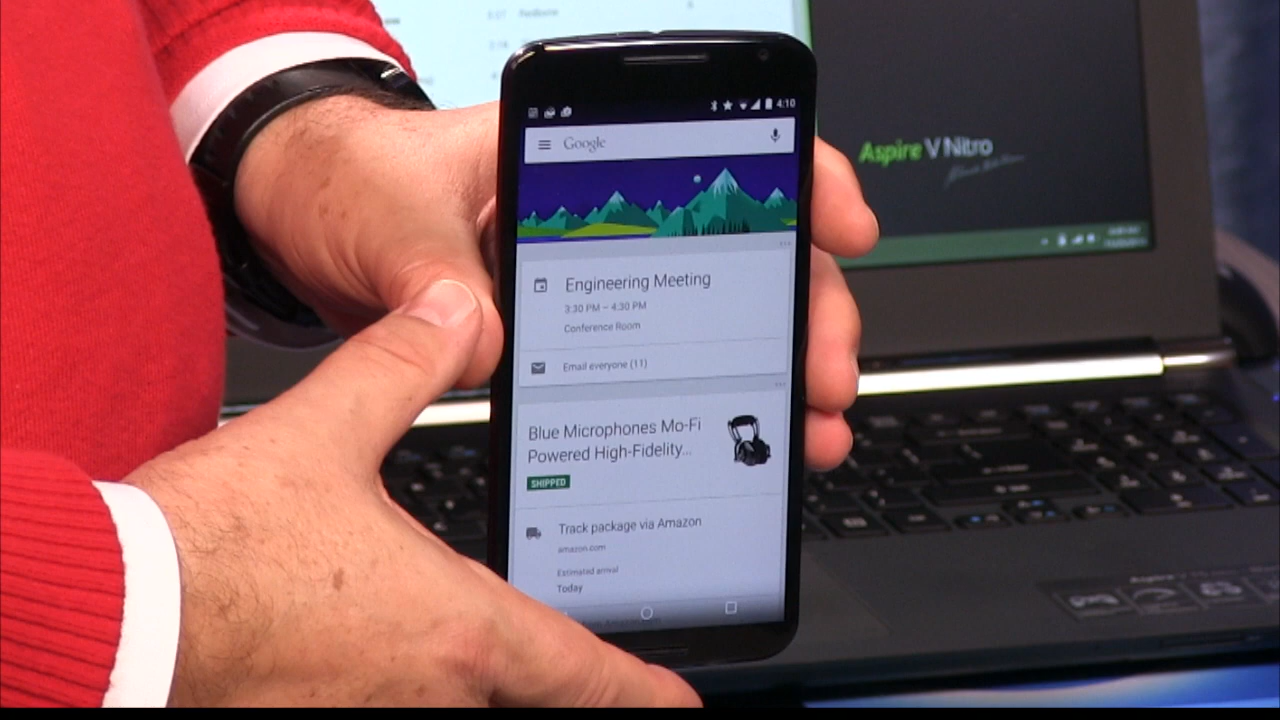 4:10
Google
Engineering Meeting
3:30 PM – 4:30 PM
Conference Room
Email everyone (11)
Blue Microphones Mo-Fi
Powered High-Fidelity...
SHIPPED
Track package via Amazon
amazon.com
Estimated arrival
Today
Aspire V Nitro